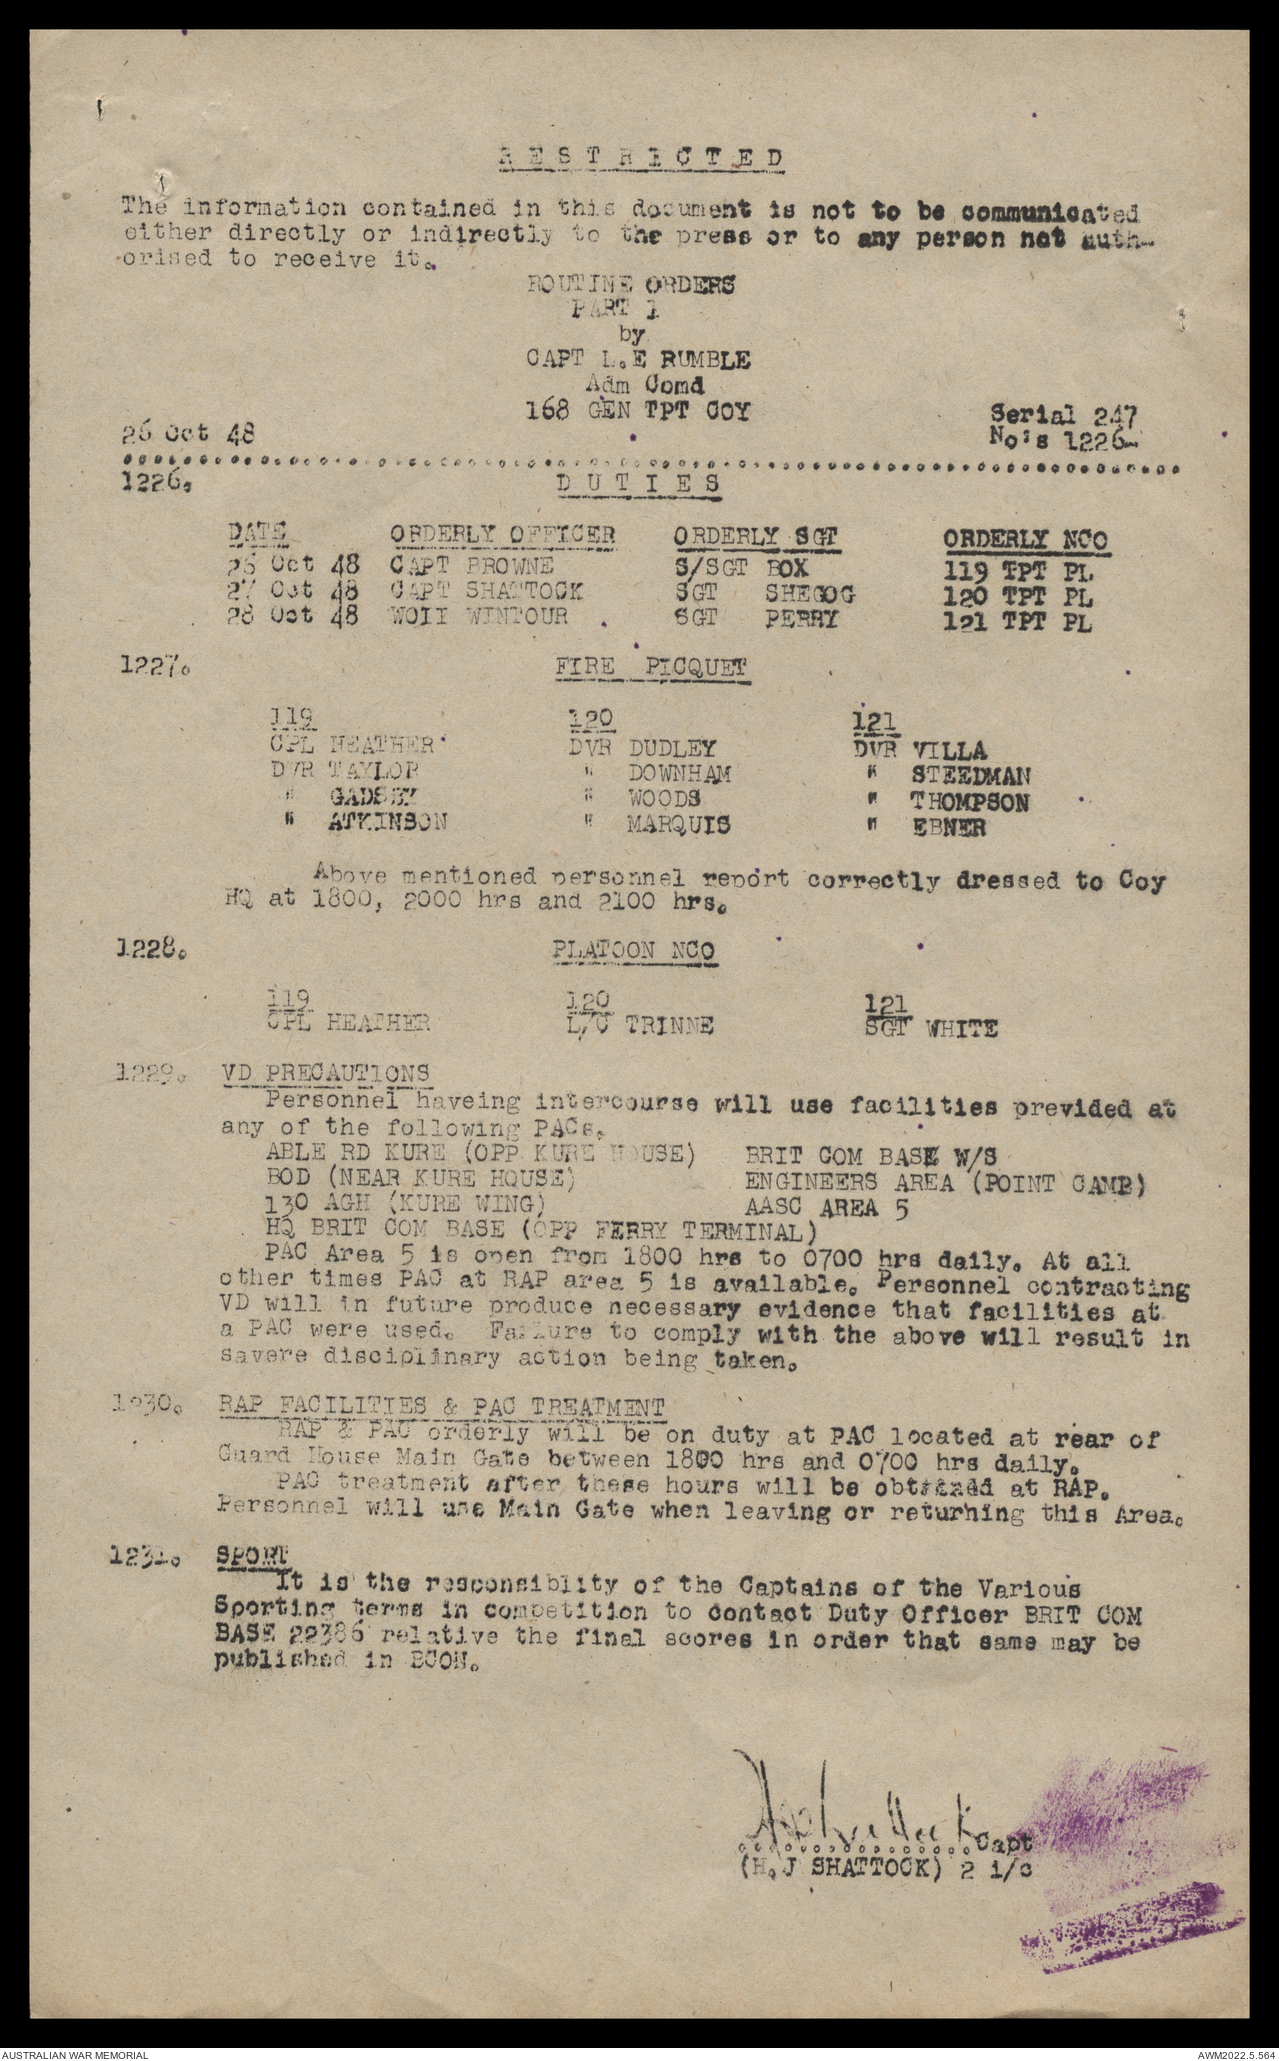 RESTRICTED
The information contained in this document is not to be communicated
either directly or indirectly to the press or to any person not auth-
orised to receive it.
ROUTINE ORDERS
PART 1
by
CAPT L.E RUMBLE
Adm Comd
168 GEN TPT COY
Serial 247
26 Oct 48
No's 1226-
1226. DUTIES
DATE ORDERLY OFFICER ORDERLY SGT ORDERLY NCO
26 Oct 48 CAPT BROWNE S/SGT BOX 119 TPT PL
27 Oct 48 CAPT SHATTOCK SGT SHEGOG 120 TPT PL
28 Oct 48 WOII WINTOUR SGT PERRY 121 TPT PL
1227. FIRE PICQUET
119 120 121
CPL HEATHER DVR DUDLEY DVR VILLA
DVR TAYLOR " DOWNHAM " STEEDMAN
" GADSBY " WOODS " THOMPSON
" ATKINSON " MARQUIS " EBNER
Above mentioned personnel report correctly dressed to Coy
HQ at 1800, 2000 hrs and 2100 hrs.
1228. PLATOON NCO
119 120 121
CPL HEATHER L/C TRINNE SGT WHITE
1229. VD PRECAUTIONS
Personnel haveing intercourse will use facilities previded at
any of the following PACs.
ABLE RD KURE (OPP KURE HOUSE) BRIT COM BASE W/S
BOD (NEAR KURE HOUSE) ENGINEERS AREA (POINT CAMP)
130 AGH (KURE WING) AASC AREA 5
HQ BRIT COM BASE (OPP FERRY TERMINAL)
PAC Area 5 is open from 1800 hrs to 0700 hrs daily. At all
other times PAC at RAP area 5 is available. Personnel contracting
VD will in future produce necessary evidence that facilities at
a PAC were used. Failure to comply with the above will result in
savere disciplinary action being taken.
1230. RAP FACILITIES & PAC TREATMENT
RAP & PAC orderly will be on duty at PAC located at rear of
Guard House Main Gate between 1800 hrs and 0700 hrs daily.
PAC treatment after these hours will be obtained at RAP.
Personnel will use Main Gate when leaving or returning this Area.
1231. SPORT
It is the responsiblity of the Captains of the Various
Sporting terms in competition to contact Duty Officer BRIT COM
BASE 22386 relative the final scores in order that same may be
published in BCON.
HJShattock Capt
(H.J SHATTOCK) 2 i/c
AUSTRALIAN WAR MEMORIAL
AWM2022.5.564